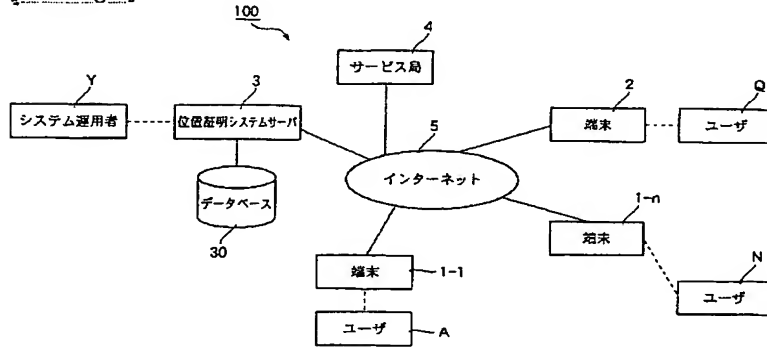 100
4
サービス局
Y
3
2
Q
システム運用者
位置証明システムサーバ
端末
ユーザ
5
インターネット
データベース
30
1-n
端末
端末
1-1
N
ユーザ
ユーザ
A